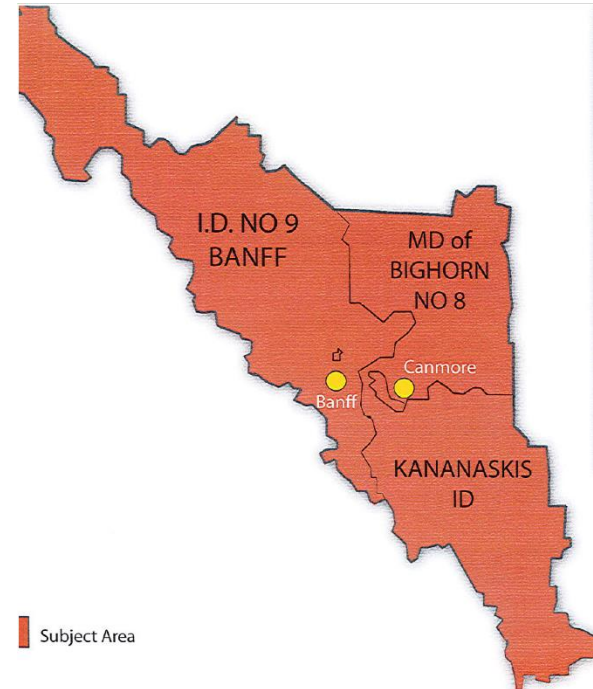 I.D. NO 9
BANFF
MD of
BIGHORN
NO 8
Canmore
Banff
KANANASKIS
ID
Subject Area